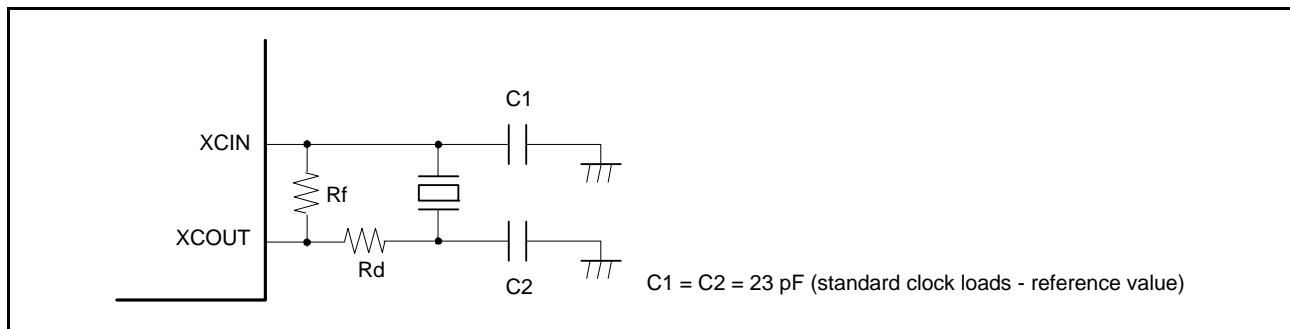 C1
XCIN
Rf
XCOUT
Rd
C2
C1 = C2 = 23 pF (standard clock loads - reference value)